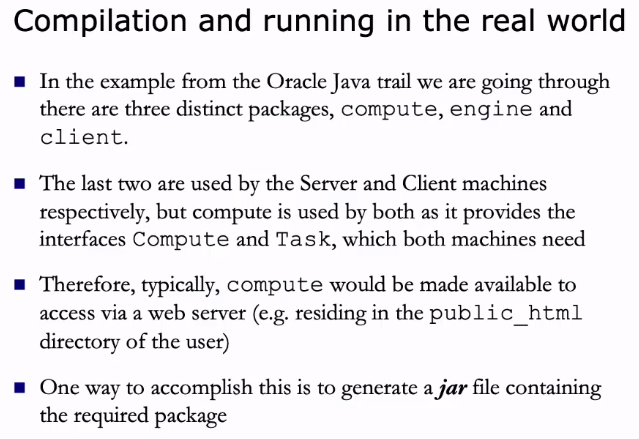 Compilation and running in the real world
In the example from the Oracle Java trail we are going through
there are three distinct packages, compute, engine and
client.
The last two are used by the Server and Client machines
respectively, but compute is used by both as it provides the
interfaces Compute and Task, which both machines need
Therefore, typically, compute would be made available to
access via a web server (e.g. residing in the public_html
directory of the user)
One way to accomplish this is to generate a jar file containing
the required package